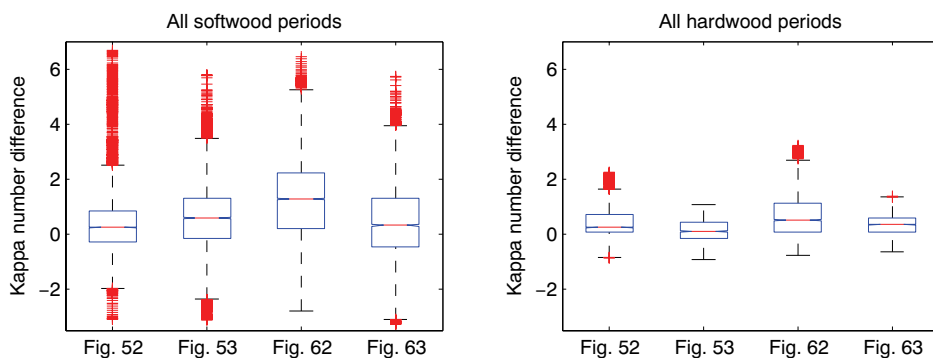 All softwood periods
Kappa number difference
6
4
2
0
−2
Fig. 52 Fig. 53 Fig. 62 Fig. 63
All hardwood periods
Kappa number difference
6
4
2
0
−2
Fig. 52 Fig. 53 Fig. 62 Fig. 63